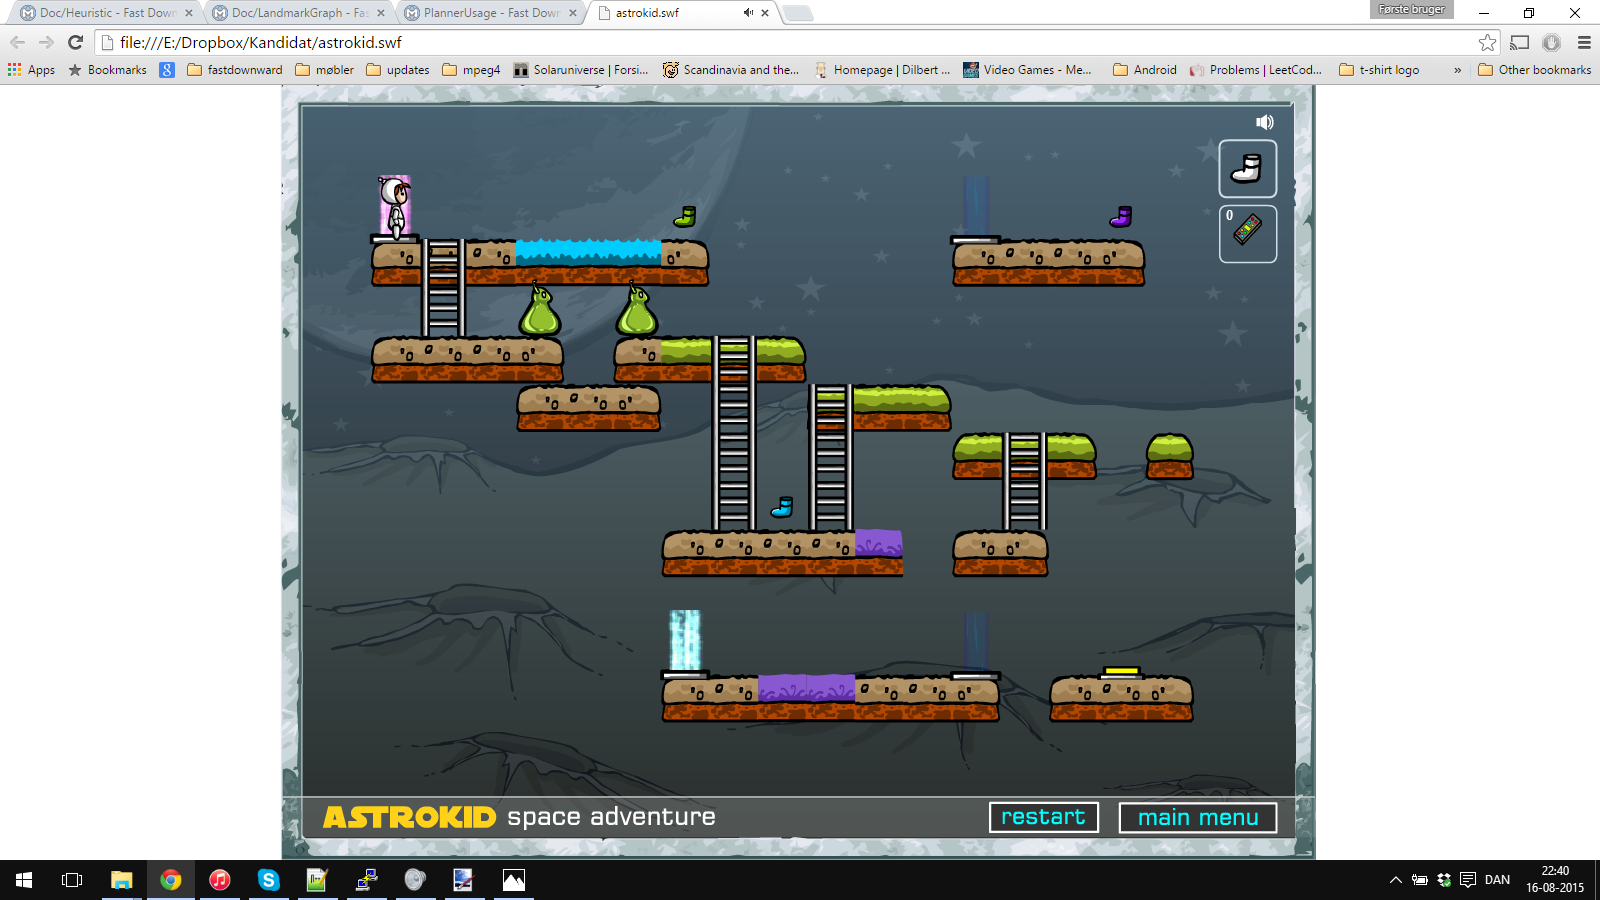 Doc/Heuristic - Fast Down
Doc/LandmarkGraph - Fas
PlannerUsage - Fast Down
astrokid.swf
Første bruger
file:///E:/Dropbox/Kandidat/astrokid.swf
Apps
Bookmarks
fastdownward
møbler
updates
mpeg4
Solaruniverse | Forsi...
Scandinavia and the...
Homepage | Dilbert ...
Video Games - Me...
Android
Problems | LeetCod...
t-shirt logo
»
Other bookmarks
0
ASTROKID space adventure
restart
main menu
DAN
22:40
16-08-2015